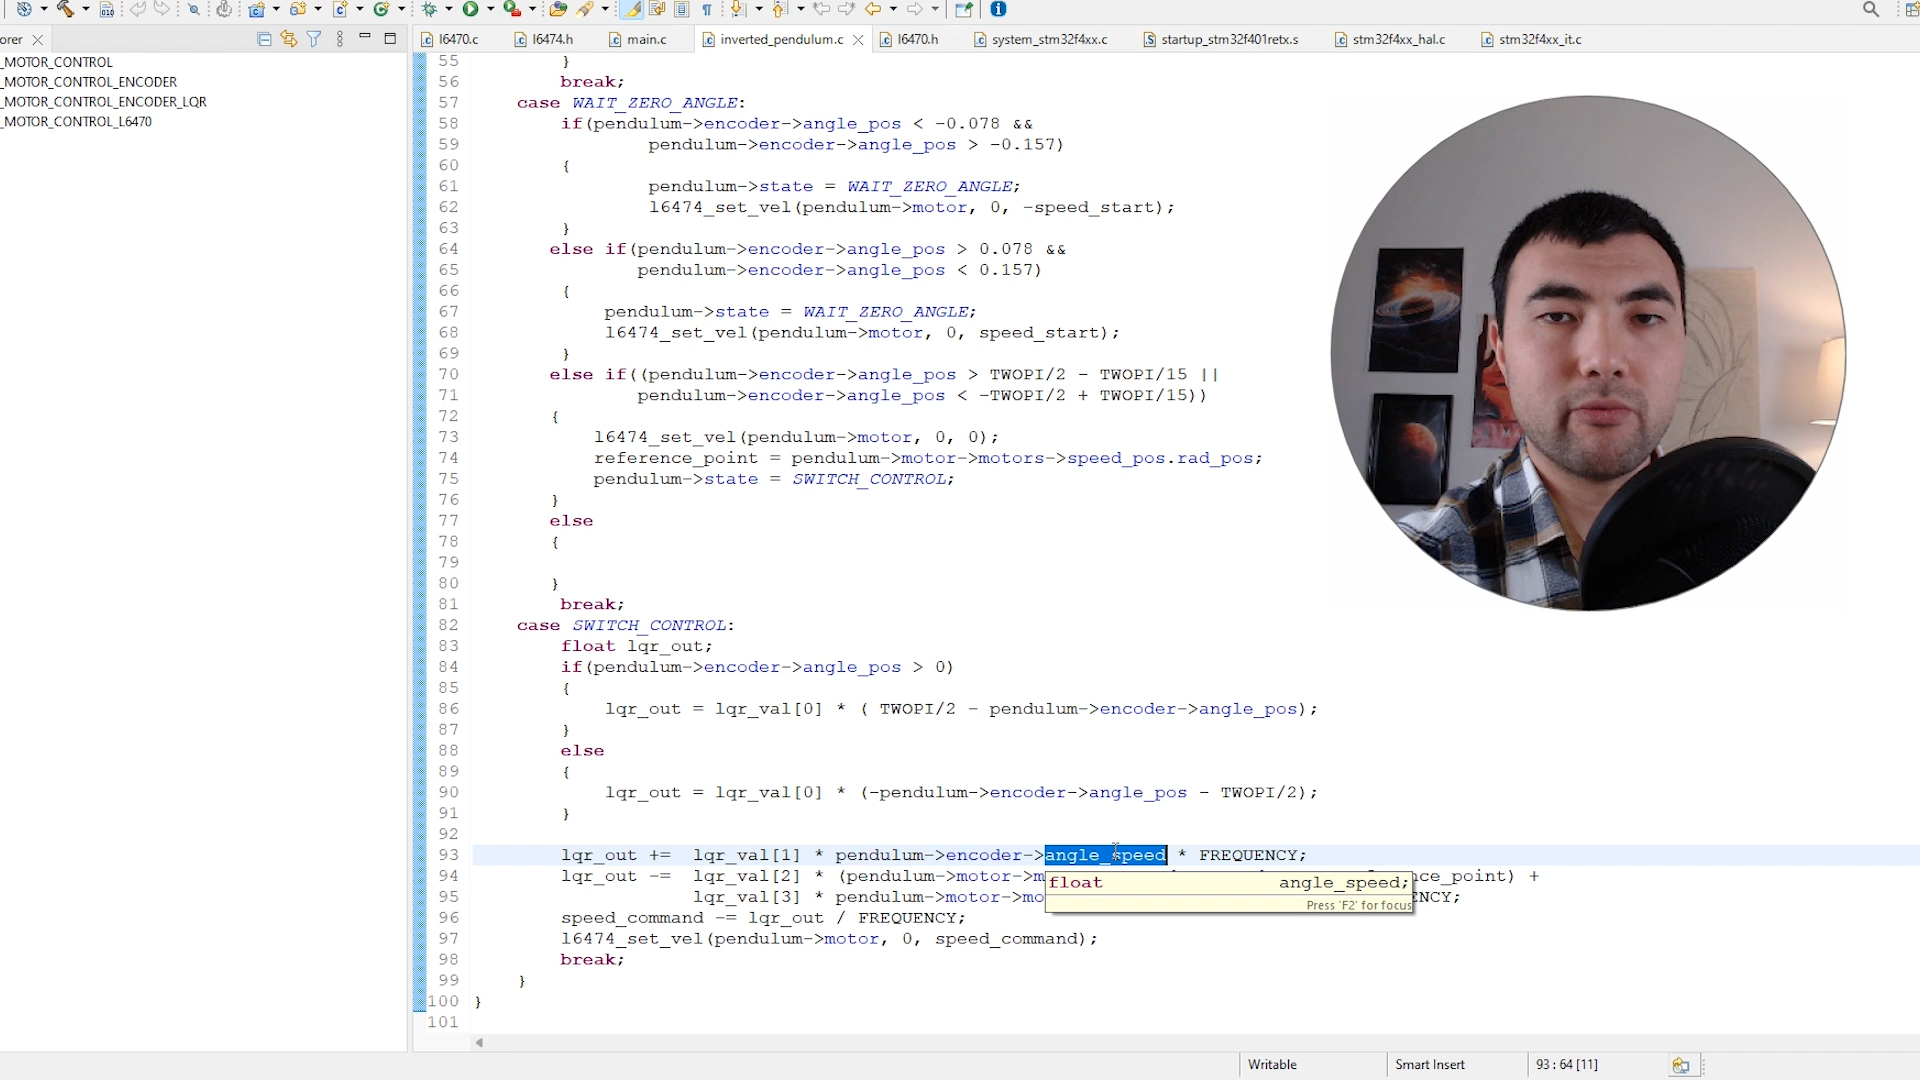 orer
l6470.c
l6474.h
main.c
inverted_pendulum.c
l6470.h
system_stm32f4xx.c
startup_stm32f401retx.s
stm32f4xx_hal.c
stm32f4xx_it.c
_MOTOR_CONTROL
_MOTOR_CONTROL_ENCODER
_MOTOR_CONTROL_ENCODER_LQR
_MOTOR_CONTROL_L6470
55 }
56 break;
57 case WAIT_ZERO_ANGLE:
58 if(pendulum->encoder->angle_pos < -0.078 &&
59 pendulum->encoder->angle_pos > -0.157)
60 {
61 pendulum->state = WAIT_ZERO_ANGLE;
62 l6474_set_vel(pendulum->motor, 0, -speed_start);
63 }
64 else if(pendulum->encoder->angle_pos > 0.078 &&
65 pendulum->encoder->angle_pos < 0.157)
66 {
67 pendulum->state = WAIT_ZERO_ANGLE;
68 l6474_set_vel(pendulum->motor, 0, speed_start);
69 }
70 else if((pendulum->encoder->angle_pos > TWOPI/2 - TWOPI/15 ||
71 pendulum->encoder->angle_pos < -TWOPI/2 + TWOPI/15))
72 {
73 l6474_set_vel(pendulum->motor, 0, 0);
74 reference_point = pendulum->motor->motors->speed_pos.rad_pos;
75 pendulum->state = SWITCH_CONTROL;
76 }
77 else
78 {
79
80 }
81 break;
82 case SWITCH_CONTROL:
83 float lqr_out;
84 if(pendulum->encoder->angle_pos > 0)
85 {
86 lqr_out = lqr_val[0] * ( TWOPI/2 - pendulum->encoder->angle_pos);
87 }
88 else
89 {
90 lqr_out = lqr_val[0] * (-pendulum->encoder->angle_pos - TWOPI/2);
91 }
92
93 lqr_out += lqr_val[1] * pendulum->encoder->angle_speed * FREQUENCY;
94 lqr_out -= lqr_val[2] * (pendulum->motor->m nce_point) +
float angle_speed;
95 lqr_val[3] * pendulum->motor->mo NCY;
Press 'F2' for focus
96 speed_command -= lqr_out / FREQUENCY;
97 l6474_set_vel(pendulum->motor, 0, speed_command);
98 break;
99 }
100 }
101
Writable
Smart Insert
93 : 64 [11]